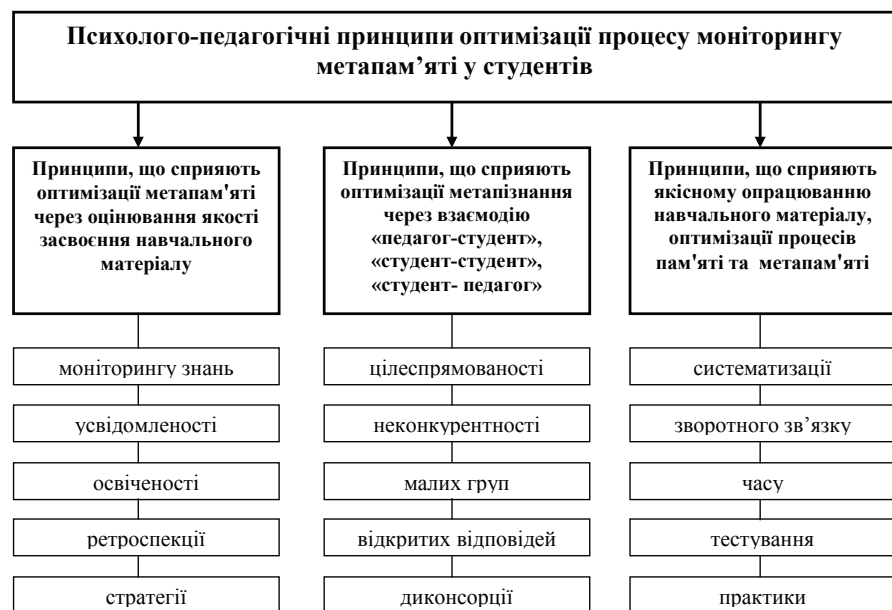 Психолого-педагогічні принципи оптимізації процесу моніторингу
метапам’яті у студентів
Принципи, що сприяють
оптимізації метапам'яті
через оцінювання якості
засвоєння навчального
матеріалу
Принципи, що сприяють
оптимізації метапізнання
через взаємодію
«педагог-студент»,
«студент-студент»,
«студент- педагог»
Принципи, що сприяють
якісному опрацюванню
навчального матеріалу,
оптимізації процесів
пам'яті та метапам'яті
моніторингу знань
усвідомленості
освіченості
ретроспекції
стратегії
цілеспрямованості
неконкурентності
малих груп
відкритих відповідей
диконсорції
систематизації
зворотного зв’язку
часу
тестування
практики